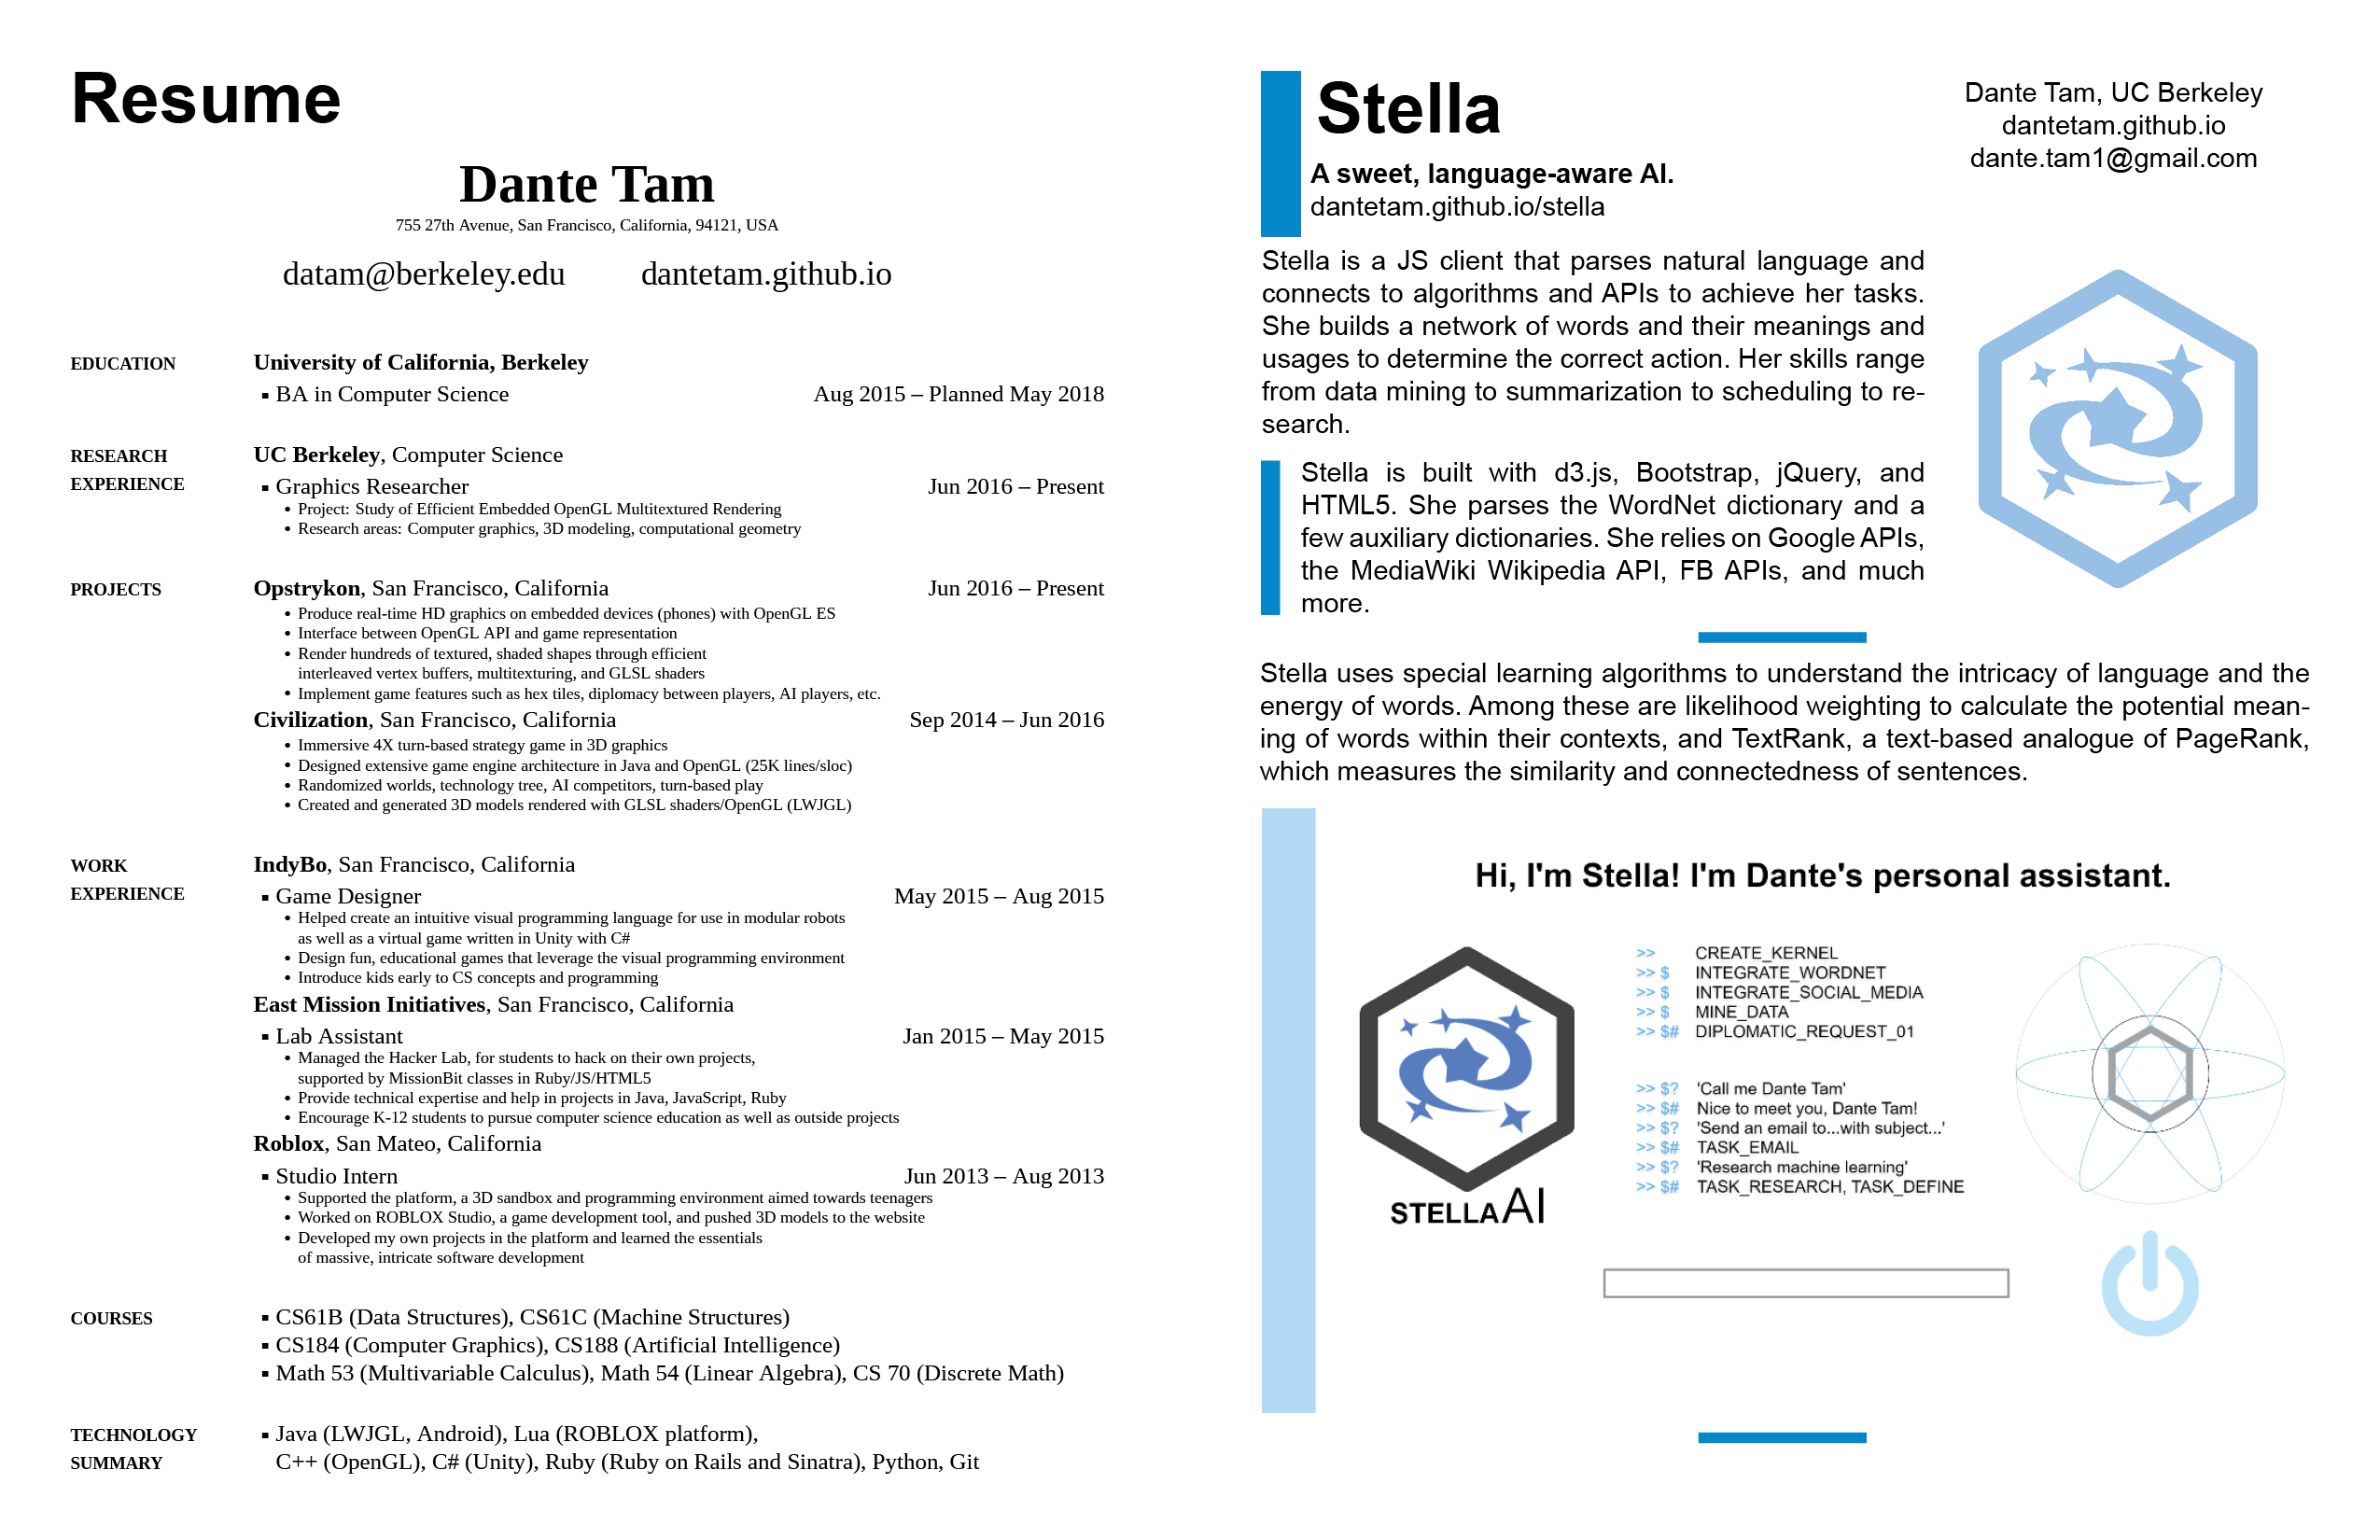 Resume
Dante Tam
755 27th Avenue, San Francisco, California, 94121, USA
datam@berkeley.edu dantetam.github.io
EDUCATION
University of California, Berkeley
▪ BA in Computer Science Aug 2015 – Planned May 2018
RESEARCH EXPERIENCE
UC Berkeley, Computer Science
▪ Graphics Researcher Jun 2016 – Present
• Project: Study of Efficient Embedded OpenGL Multitextured Rendering
• Research areas: Computer graphics, 3D modeling, computational geometry
PROJECTS
Opstrykon, San Francisco, California Jun 2016 – Present
• Produce real-time HD graphics on embedded devices (phones) with OpenGL ES
• Interface between OpenGL API and game representation
• Render hundreds of textured, shaded shapes through efficient
interleaved vertex buffers, multitexturing, and GLSL shaders
• Implement game features such as hex tiles, diplomacy between players, AI players, etc.
Civilization, San Francisco, California Sep 2014 – Jun 2016
• Immersive 4X turn-based strategy game in 3D graphics
• Designed extensive game engine architecture in Java and OpenGL (25K lines/sloc)
• Randomized worlds, technology tree, AI competitors, turn-based play
• Created and generated 3D models rendered with GLSL shaders/OpenGL (LWJGL)
WORK EXPERIENCE
IndyBo, San Francisco, California
▪ Game Designer May 2015 – Aug 2015
• Helped create an intuitive visual programming language for use in modular robots
as well as a virtual game written in Unity with C#
• Design fun, educational games that leverage the visual programming environment
• Introduce kids early to CS concepts and programming
East Mission Initiatives, San Francisco, California
▪ Lab Assistant Jan 2015 – May 2015
• Managed the Hacker Lab, for students to hack on their own projects,
supported by MissionBit classes in Ruby/JS/HTML5
• Provide technical expertise and help in projects in Java, JavaScript, Ruby
• Encourage K-12 students to pursue computer science education as well as outside projects
Roblox, San Mateo, California
▪ Studio Intern Jun 2013 – Aug 2013
• Supported the platform, a 3D sandbox and programming environment aimed towards teenagers
• Worked on ROBLOX Studio, a game development tool, and pushed 3D models to the website
• Developed my own projects in the platform and learned the essentials
of massive, intricate software development
COURSES
▪ CS61B (Data Structures), CS61C (Machine Structures)
▪ CS184 (Computer Graphics), CS188 (Artificial Intelligence)
▪ Math 53 (Multivariable Calculus), Math 54 (Linear Algebra), CS 70 (Discrete Math)
TECHNOLOGY SUMMARY
▪ Java (LWJGL, Android), Lua (ROBLOX platform),
C++ (OpenGL), C# (Unity), Ruby (Ruby on Rails and Sinatra), Python, Git
Stella
A sweet, language-aware AI.
dantetam.github.io/stella
Dante Tam, UC Berkeley
dantetam.github.io
dante.tam1@gmail.com
Stella is a JS client that parses natural language and
connects to algorithms and APIs to achieve her tasks.
She builds a network of words and their meanings and
usages to determine the correct action. Her skills range
from data mining to summarization to scheduling to re-
search.
Stella is built with d3.js, Bootstrap, jQuery, and
HTML5. She parses the WordNet dictionary and a
few auxiliary dictionaries. She relies on Google APIs,
the MediaWiki Wikipedia API, FB APIs, and much
more.
Stella uses special learning algorithms to understand the intricacy of language and the
energy of words. Among these are likelihood weighting to calculate the potential mean-
ing of words within their contexts, and TextRank, a text-based analogue of PageRank,
which measures the similarity and connectedness of sentences.
Hi, I'm Stella! I'm Dante's personal assistant.
STELLA AI
>> CREATE_KERNEL
>> $ INTEGRATE_WORDNET
>> $ INTEGRATE_SOCIAL_MEDIA
>> $ MINE_DATA
>> $# DIPLOMATIC_REQUEST_01
>> $? 'Call me Dante Tam'
>> $# Nice to meet you, Dante Tam!
>> $? 'Send an email to...with subject...'
>> $# TASK_EMAIL
>> $? 'Research machine learning'
>> $# TASK_RESEARCH, TASK_DEFINE